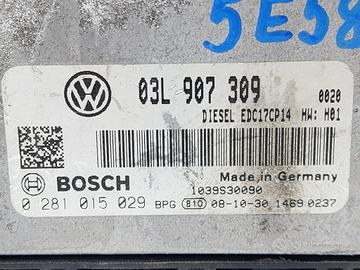 5E58
03L 907 309
0020
DIESEL EDC17CP14 HW: H01
BOSCH
Made in Germany
1039S30090
0 281 015 029 BPG B10 08-10-30 1469 0237